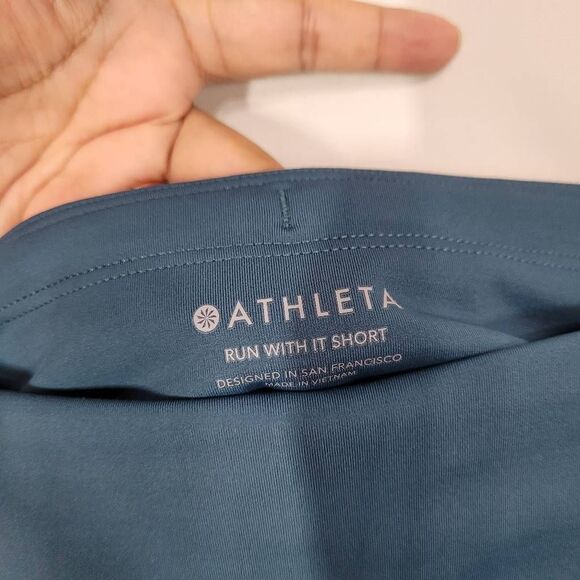 ATHLETA
RUN WITH IT SHORT
DESIGNED IN SAN FRANCISCO
MADE IN VIETNAM